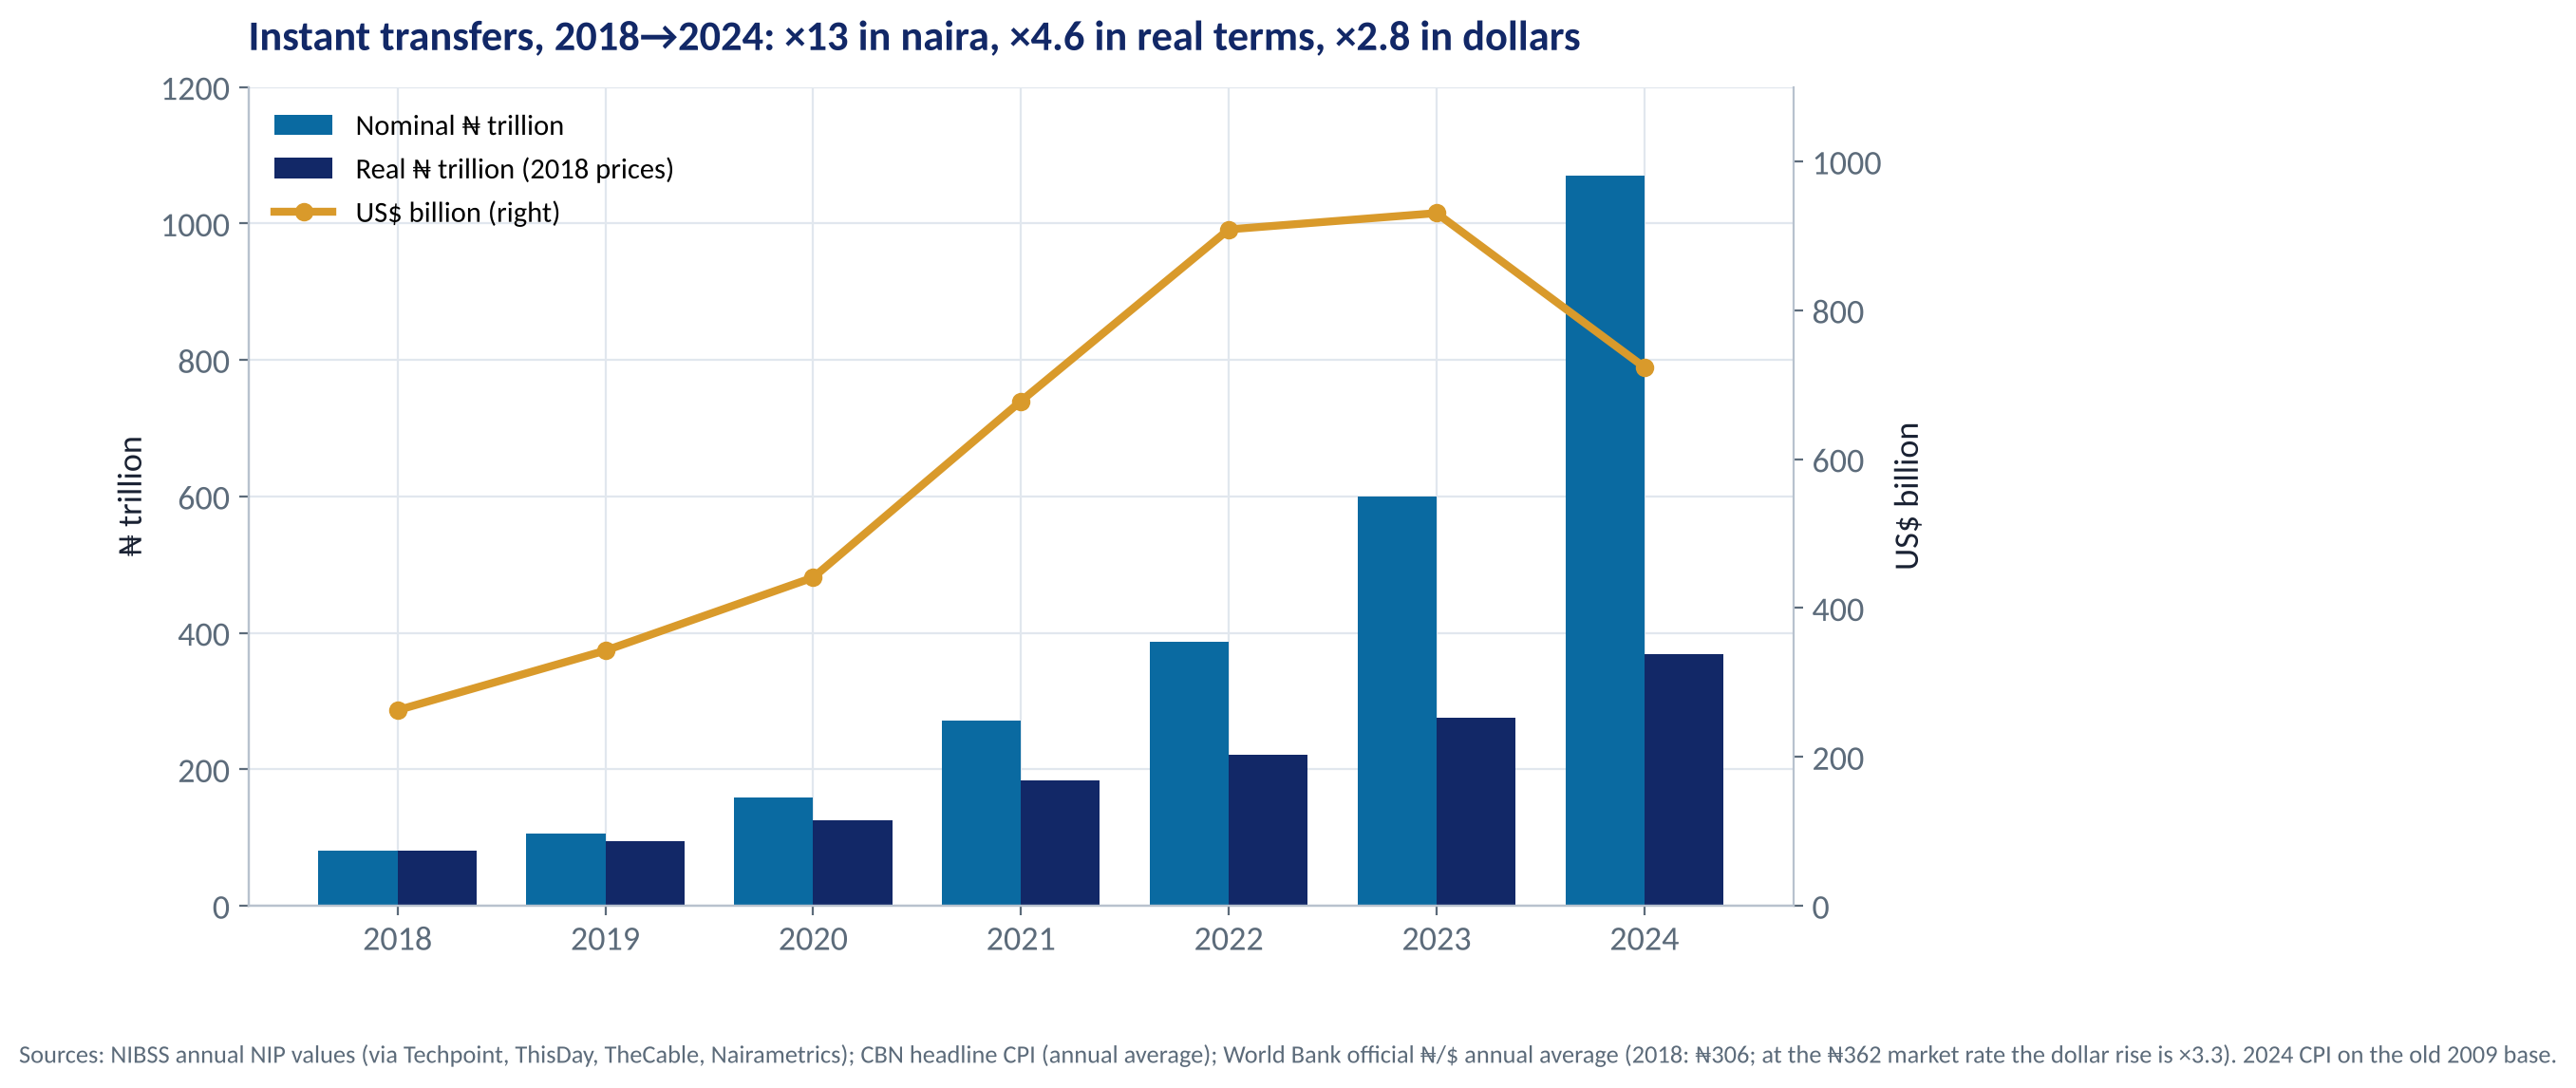 Instant transfers, 2018→2024: ×13 in naira, ×4.6 in real terms, ×2.8 in dollars
Nominal ₦ trillion
Real ₦ trillion (2018 prices)
US$ billion (right)
₦ trillion
1200
1000
800
600
400
200
0
2018 2019 2020 2021 2022 2023 2024
1000
800
600
400
200
0
US$ billion
Sources: NIBSS annual NIP values (via Techpoint, ThisDay, TheCable, Nairametrics); CBN headline CPI (annual average); World Bank official ₦/$ annual average (2018: ₦306; at the ₦362 market rate the dollar rise is ×3.3). 2024 CPI on the old 2009 base.